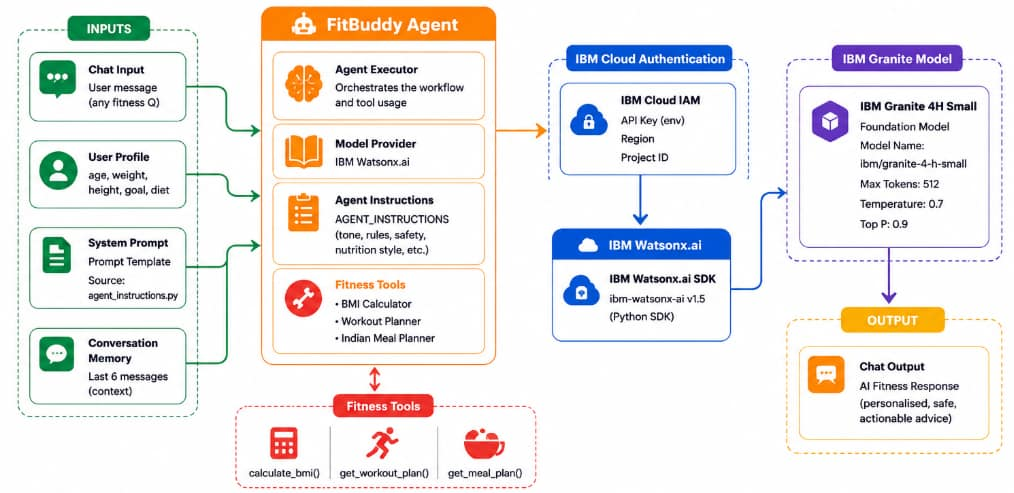 INPUTS
Chat Input
User message
(any fitness Q)
User Profile
age, weight,
height, goal, diet
System Prompt
Prompt Template
Source:
agent_instructions.py
Conversation
Memory
Last 6 messages
(context)
FitBuddy Agent
Agent Executor
Orchestrates the workflow
and tool usage
Model Provider
IBM Watsonx.ai
Agent Instructions
AGENT_INSTRUCTIONS
(tone, rules, safety,
nutrition style, etc.)
Fitness Tools
• BMI Calculator
• Workout Planner
• Indian Meal Planner
Fitness Tools
calculate_bmi()
get_workout_plan()
get_meal_plan()
IBM Cloud Authentication
IBM Cloud IAM
API Key (env)
Region
Project ID
IBM Watsonx.ai
IBM Watsonx.ai SDK
ibm-watsonx-ai v1.5
(Python SDK)
IBM Granite Model
IBM Granite 4H Small
Foundation Model
Model Name:
ibm/granite-4-h-small
Max Tokens: 512
Temperature: 0.7
Top P: 0.9
OUTPUT
Chat Output
AI Fitness Response
(personalised, safe,
actionable advice)